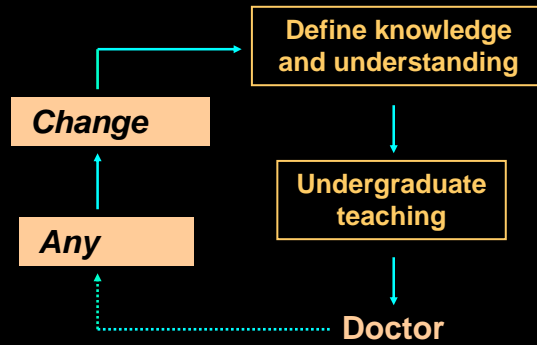 Define knowledge
and understanding
Change
Undergraduate
teaching
Any
Doctor